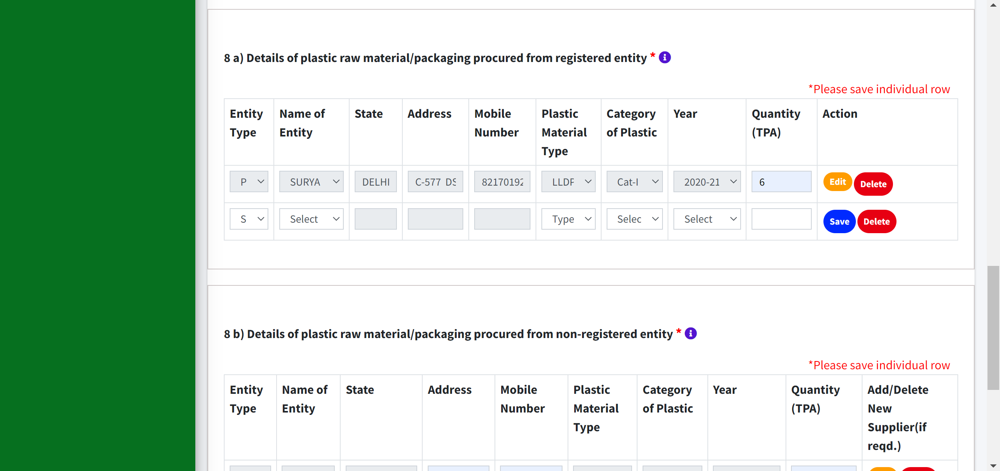 8 a) Details of plastic raw material/packaging procured from registered entity *
*Please save individual row
Entity Type Name of Entity State Address Mobile Number Plastic Material Type Category of Plastic Year Quantity (TPA) Action
P SURYA DELHI C-577 DS 82170192 LLDP Cat-I 2020-21 6 Edit Delete
S Select Type Selec Select Save Delete
8 b) Details of plastic raw material/packaging procured from non-registered entity *
*Please save individual row
Entity Type Name of Entity State Address Mobile Number Plastic Material Type Category of Plastic Year Quantity (TPA) Add/Delete New Supplier(if reqd.)